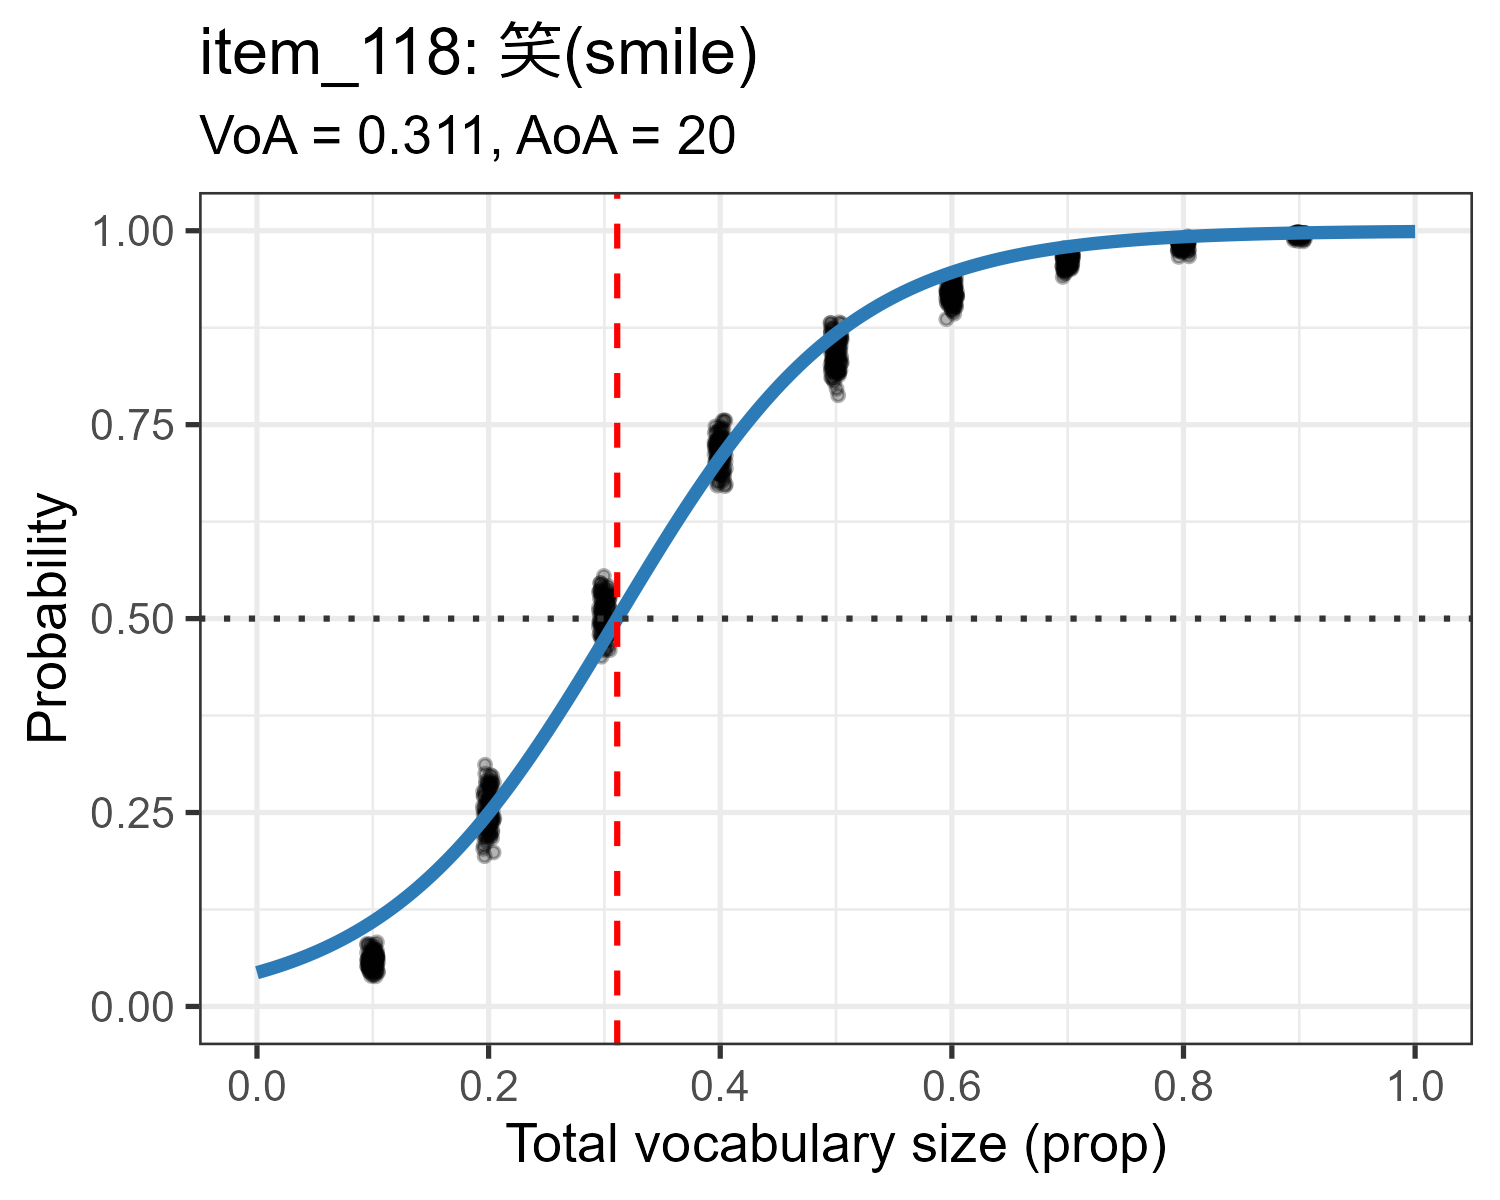 item_118: 笑(smile)
VoA = 0.311, AoA = 20
1.00
0.75
0.50
0.25
0.00
Probability
0.0 0.2 0.4 0.6 0.8 1.0
Total vocabulary size (prop)